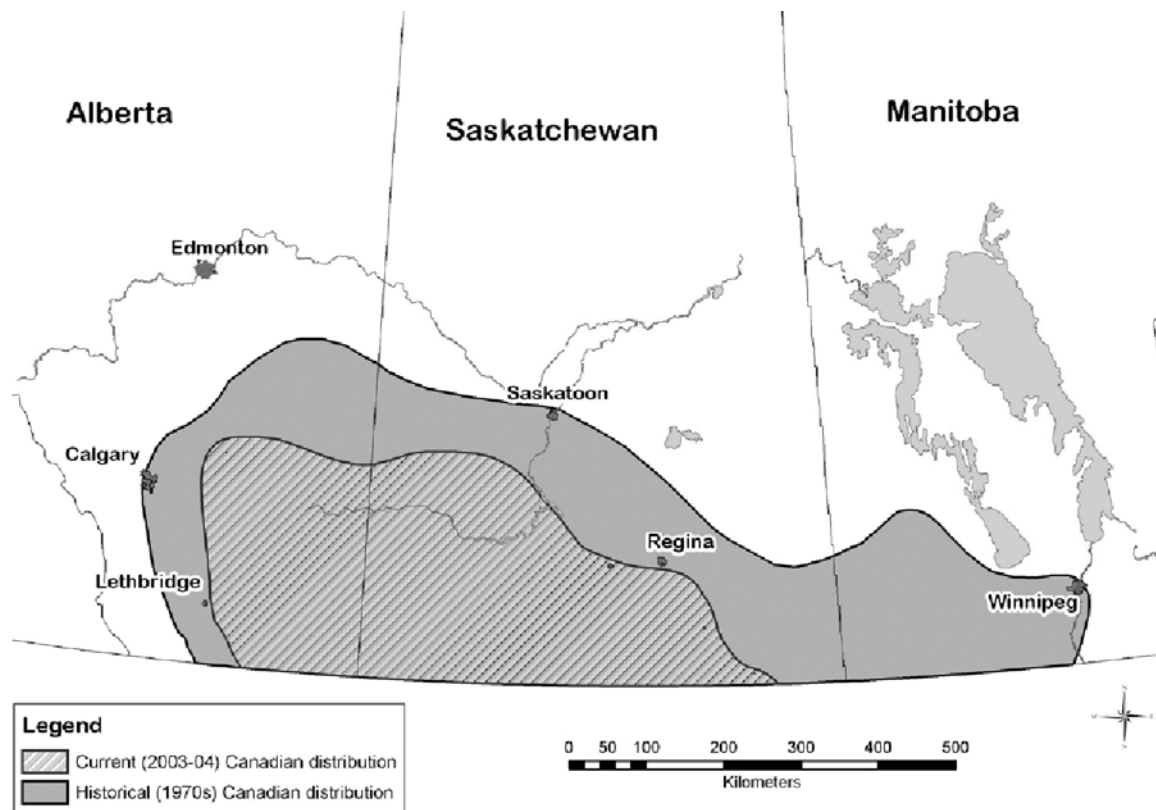 Alberta
Saskatchewan
Manitoba
Edmonton
Saskatoon
Calgary
Regina
Lethbridge
Winnipeg
Legend
Current (2003-04) Canadian distribution
Historical (1970s) Canadian distribution
0 50 100 200 300 400 500
Kilometers